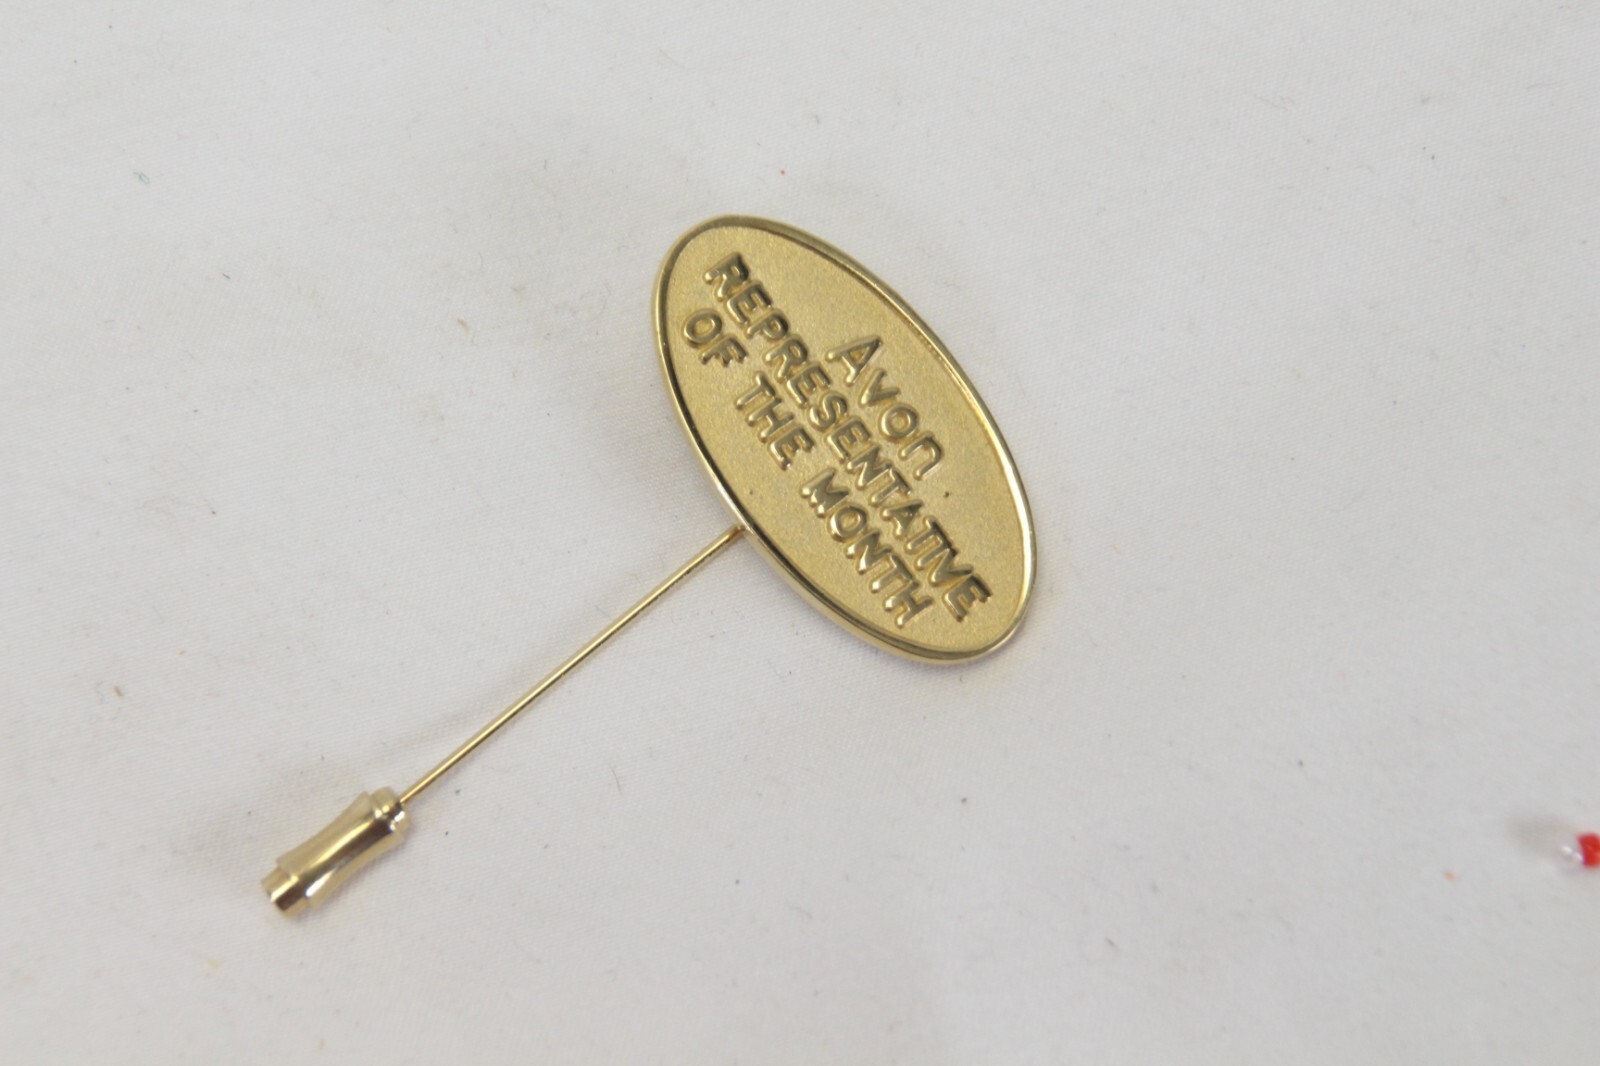 Avon
REPRESENTATIVE
OF THE MONTH